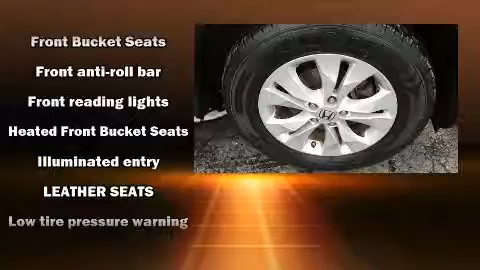 Front Bucket Seats
Front anti-roll bar
Front reading lights
Heated Front Bucket Seats
Illuminated entry
LEATHER SEATS
Low tire pressure warning